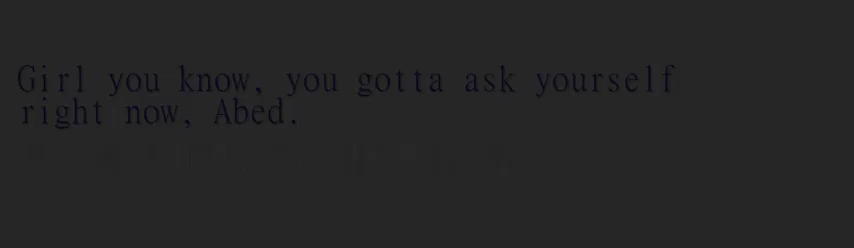 Girl you know, you gotta ask yourself
right now, Abed.